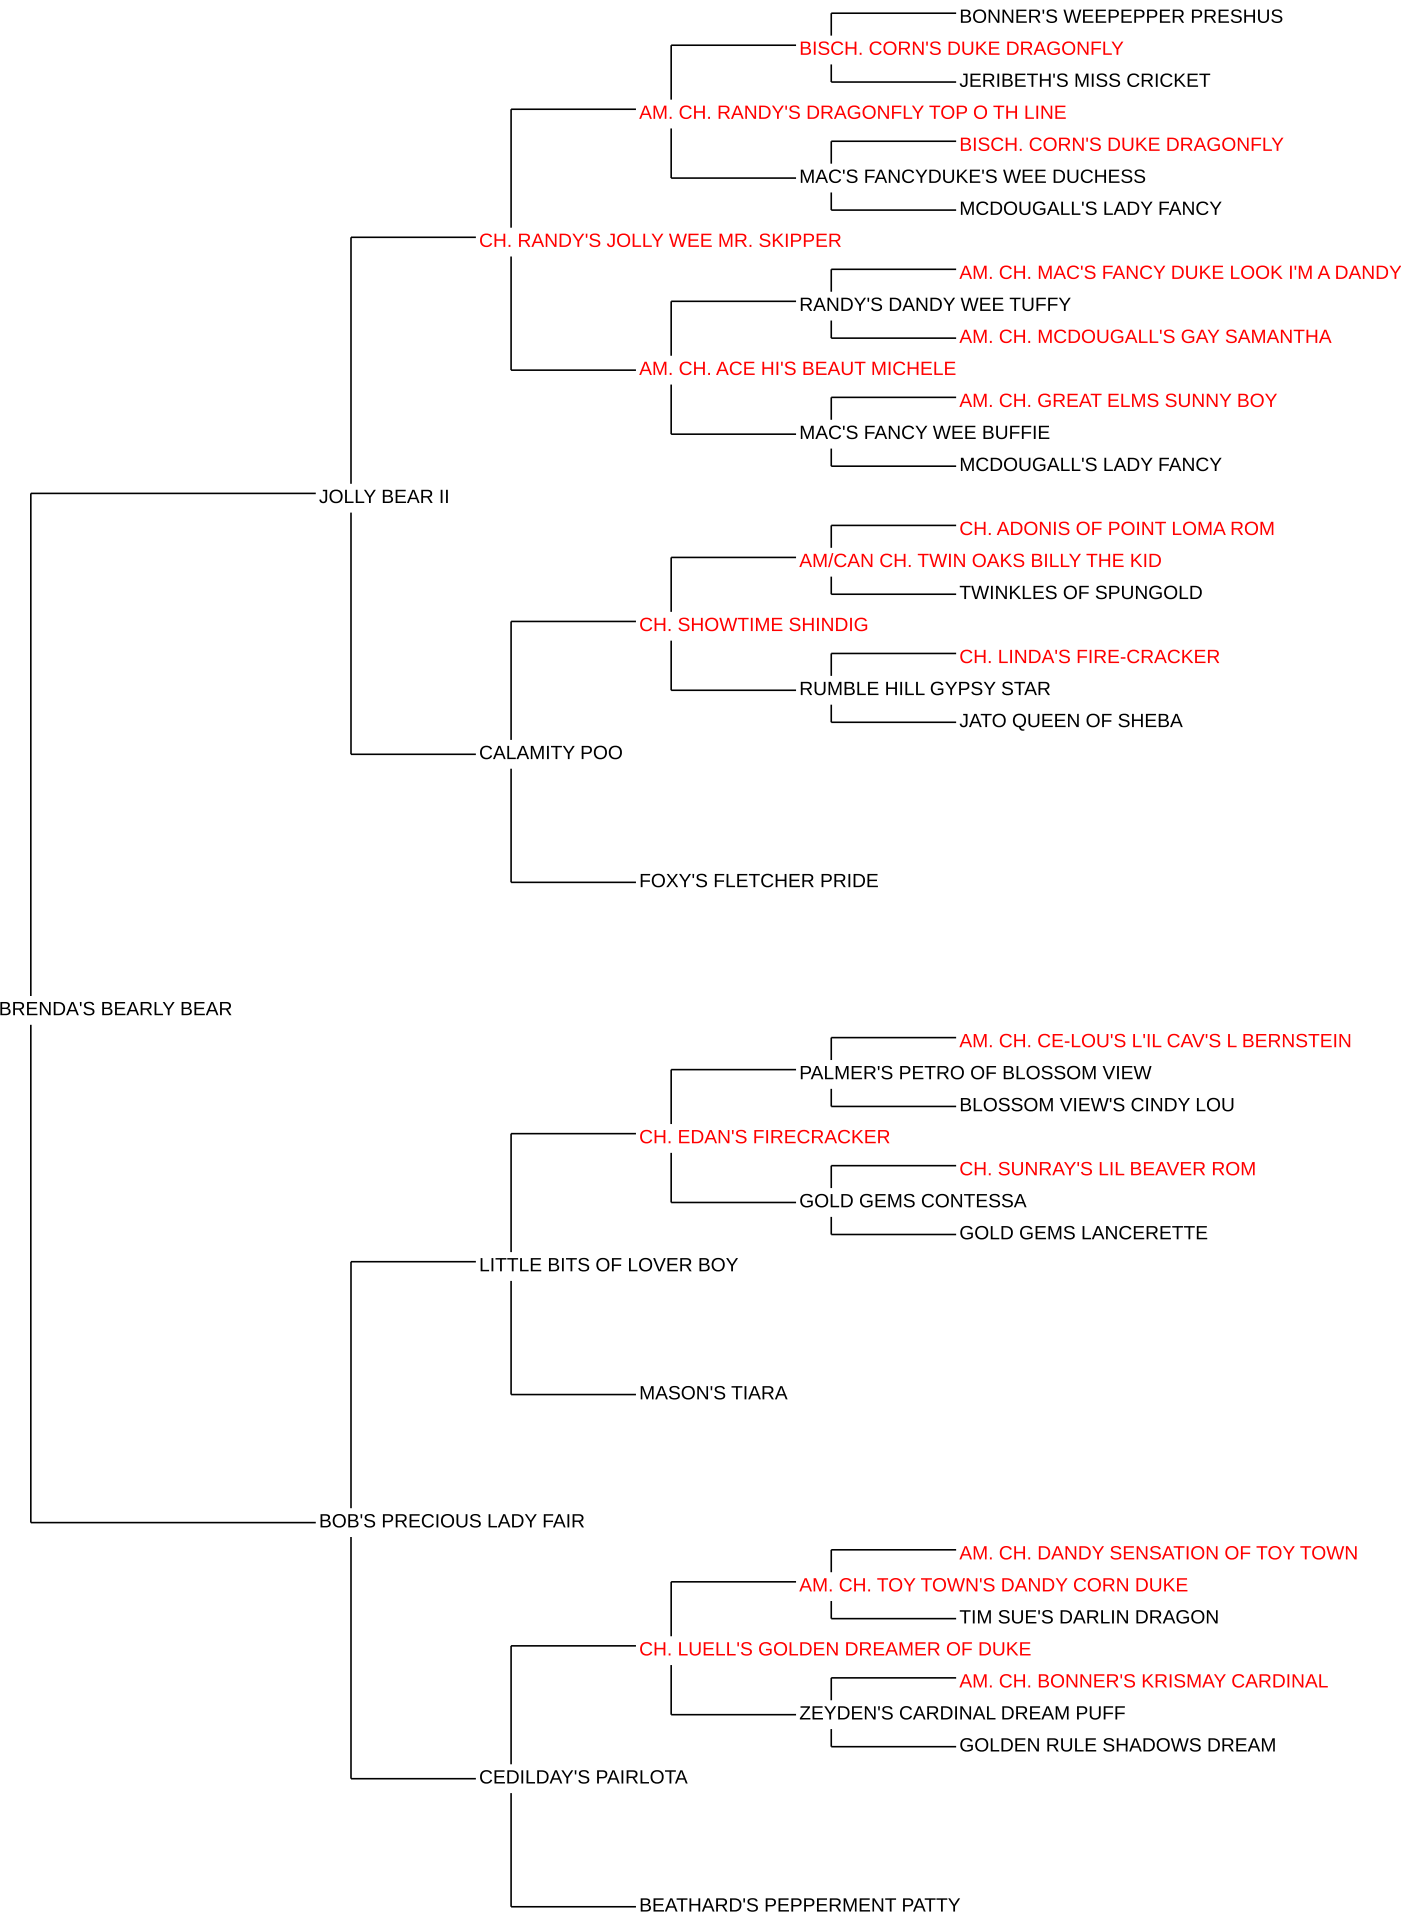 BONNER'S WEEPEPPER PRESHUS
BISCH. CORN'S DUKE DRAGONFLY
JERIBETH'S MISS CRICKET
AM. CH. RANDY'S DRAGONFLY TOP O TH LINE
BISCH. CORN'S DUKE DRAGONFLY
MAC'S FANCYDUKE'S WEE DUCHESS
MCDOUGALL'S LADY FANCY
CH. RANDY'S JOLLY WEE MR. SKIPPER
AM. CH. MAC'S FANCY DUKE LOOK I'M A DANDY
RANDY'S DANDY WEE TUFFY
AM. CH. MCDOUGALL'S GAY SAMANTHA
AM. CH. ACE HI'S BEAUT MICHELE
AM. CH. GREAT ELMS SUNNY BOY
MAC'S FANCY WEE BUFFIE
MCDOUGALL'S LADY FANCY
JOLLY BEAR II
CH. ADONIS OF POINT LOMA ROM
AM/CAN CH. TWIN OAKS BILLY THE KID
TWINKLES OF SPUNGOLD
CH. SHOWTIME SHINDIG
CH. LINDA'S FIRE-CRACKER
RUMBLE HILL GYPSY STAR
JATO QUEEN OF SHEBA
CALAMITY POO
FOXY'S FLETCHER PRIDE
BRENDA'S BEARLY BEAR
AM. CH. CE-LOU'S L'IL CAV'S L BERNSTEIN
PALMER'S PETRO OF BLOSSOM VIEW
BLOSSOM VIEW'S CINDY LOU
CH. EDAN'S FIRECRACKER
CH. SUNRAY'S LIL BEAVER ROM
GOLD GEMS CONTESSA
GOLD GEMS LANCERETTE
LITTLE BITS OF LOVER BOY
MASON'S TIARA
BOB'S PRECIOUS LADY FAIR
AM. CH. DANDY SENSATION OF TOY TOWN
AM. CH. TOY TOWN'S DANDY CORN DUKE
TIM SUE'S DARLIN DRAGON
CH. LUELL'S GOLDEN DREAMER OF DUKE
AM. CH. BONNER'S KRISMAY CARDINAL
ZEYDEN'S CARDINAL DREAM PUFF
GOLDEN RULE SHADOWS DREAM
CEDILDAY'S PAIRLOTA
BEATHARD'S PEPPERMENT PATTY